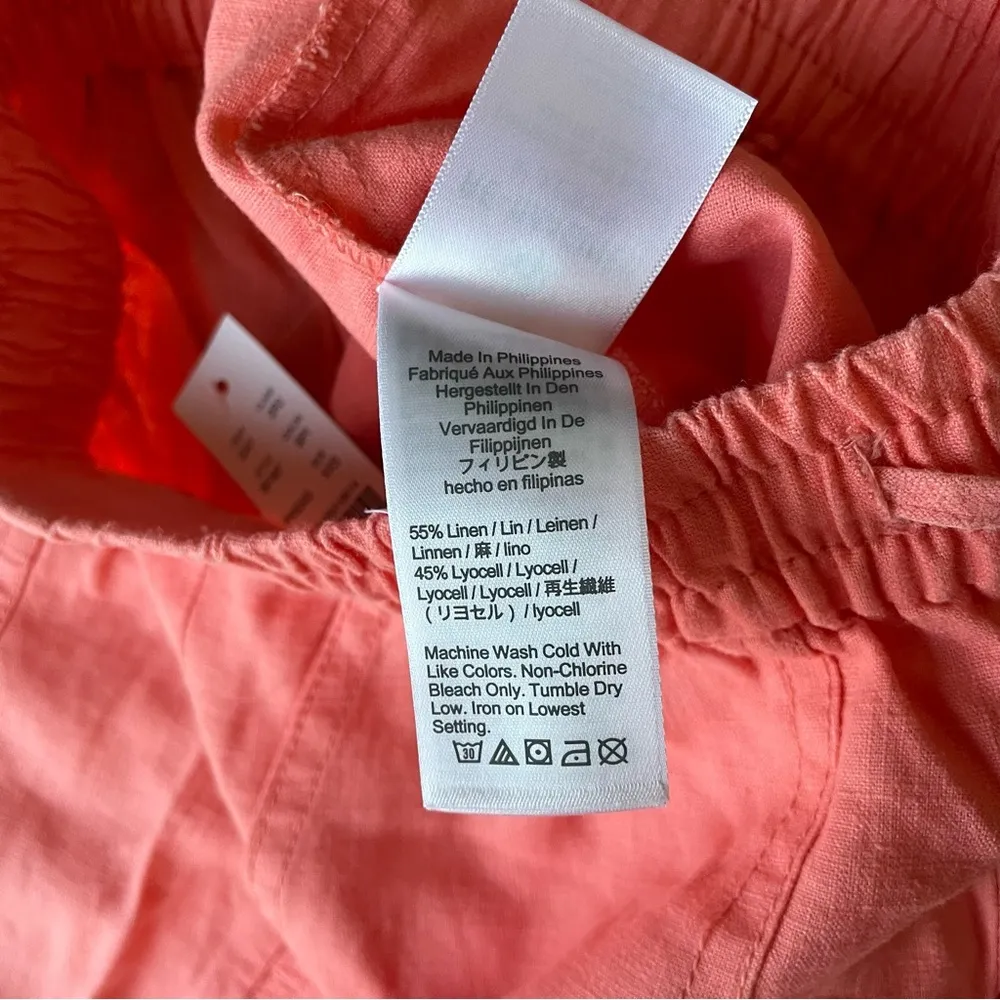 Made In Philippines
Fabriqué Aux Philippines
Hergestellt In Den
Philippinen
Vervaardigd In De
Filippijnen
フィリピン製
hecho en filipinas
55% Linen / Lin / Leinen /
Linnen / 麻 / lino
45% Lyocell / Lyocell /
Lyocell / Lyocell / 再生繊維
( リヨセル ) / lyocell
Machine Wash Cold With
Like Colors. Non-Chlorine
Bleach Only. Tumble Dry
Low. Iron on Lowest
Setting.
30